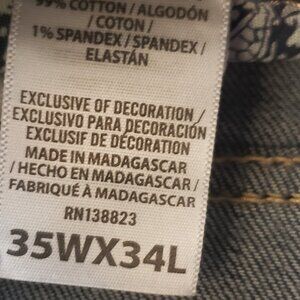 99% COTTON / ALGODÓN
/ COTON /
1% SPANDEX / SPANDEX /
ELASTÁN
EXCLUSIVE OF DECORATION /
EXCLUSIVO PARA DECORACIÓN
EXCLUSIF DE DÉCORATION
MADE IN MADAGASCAR
/ HECHO EN MADAGASCAR /
FABRIQUÉ À MADAGASCAR
RN138823
35WX34L